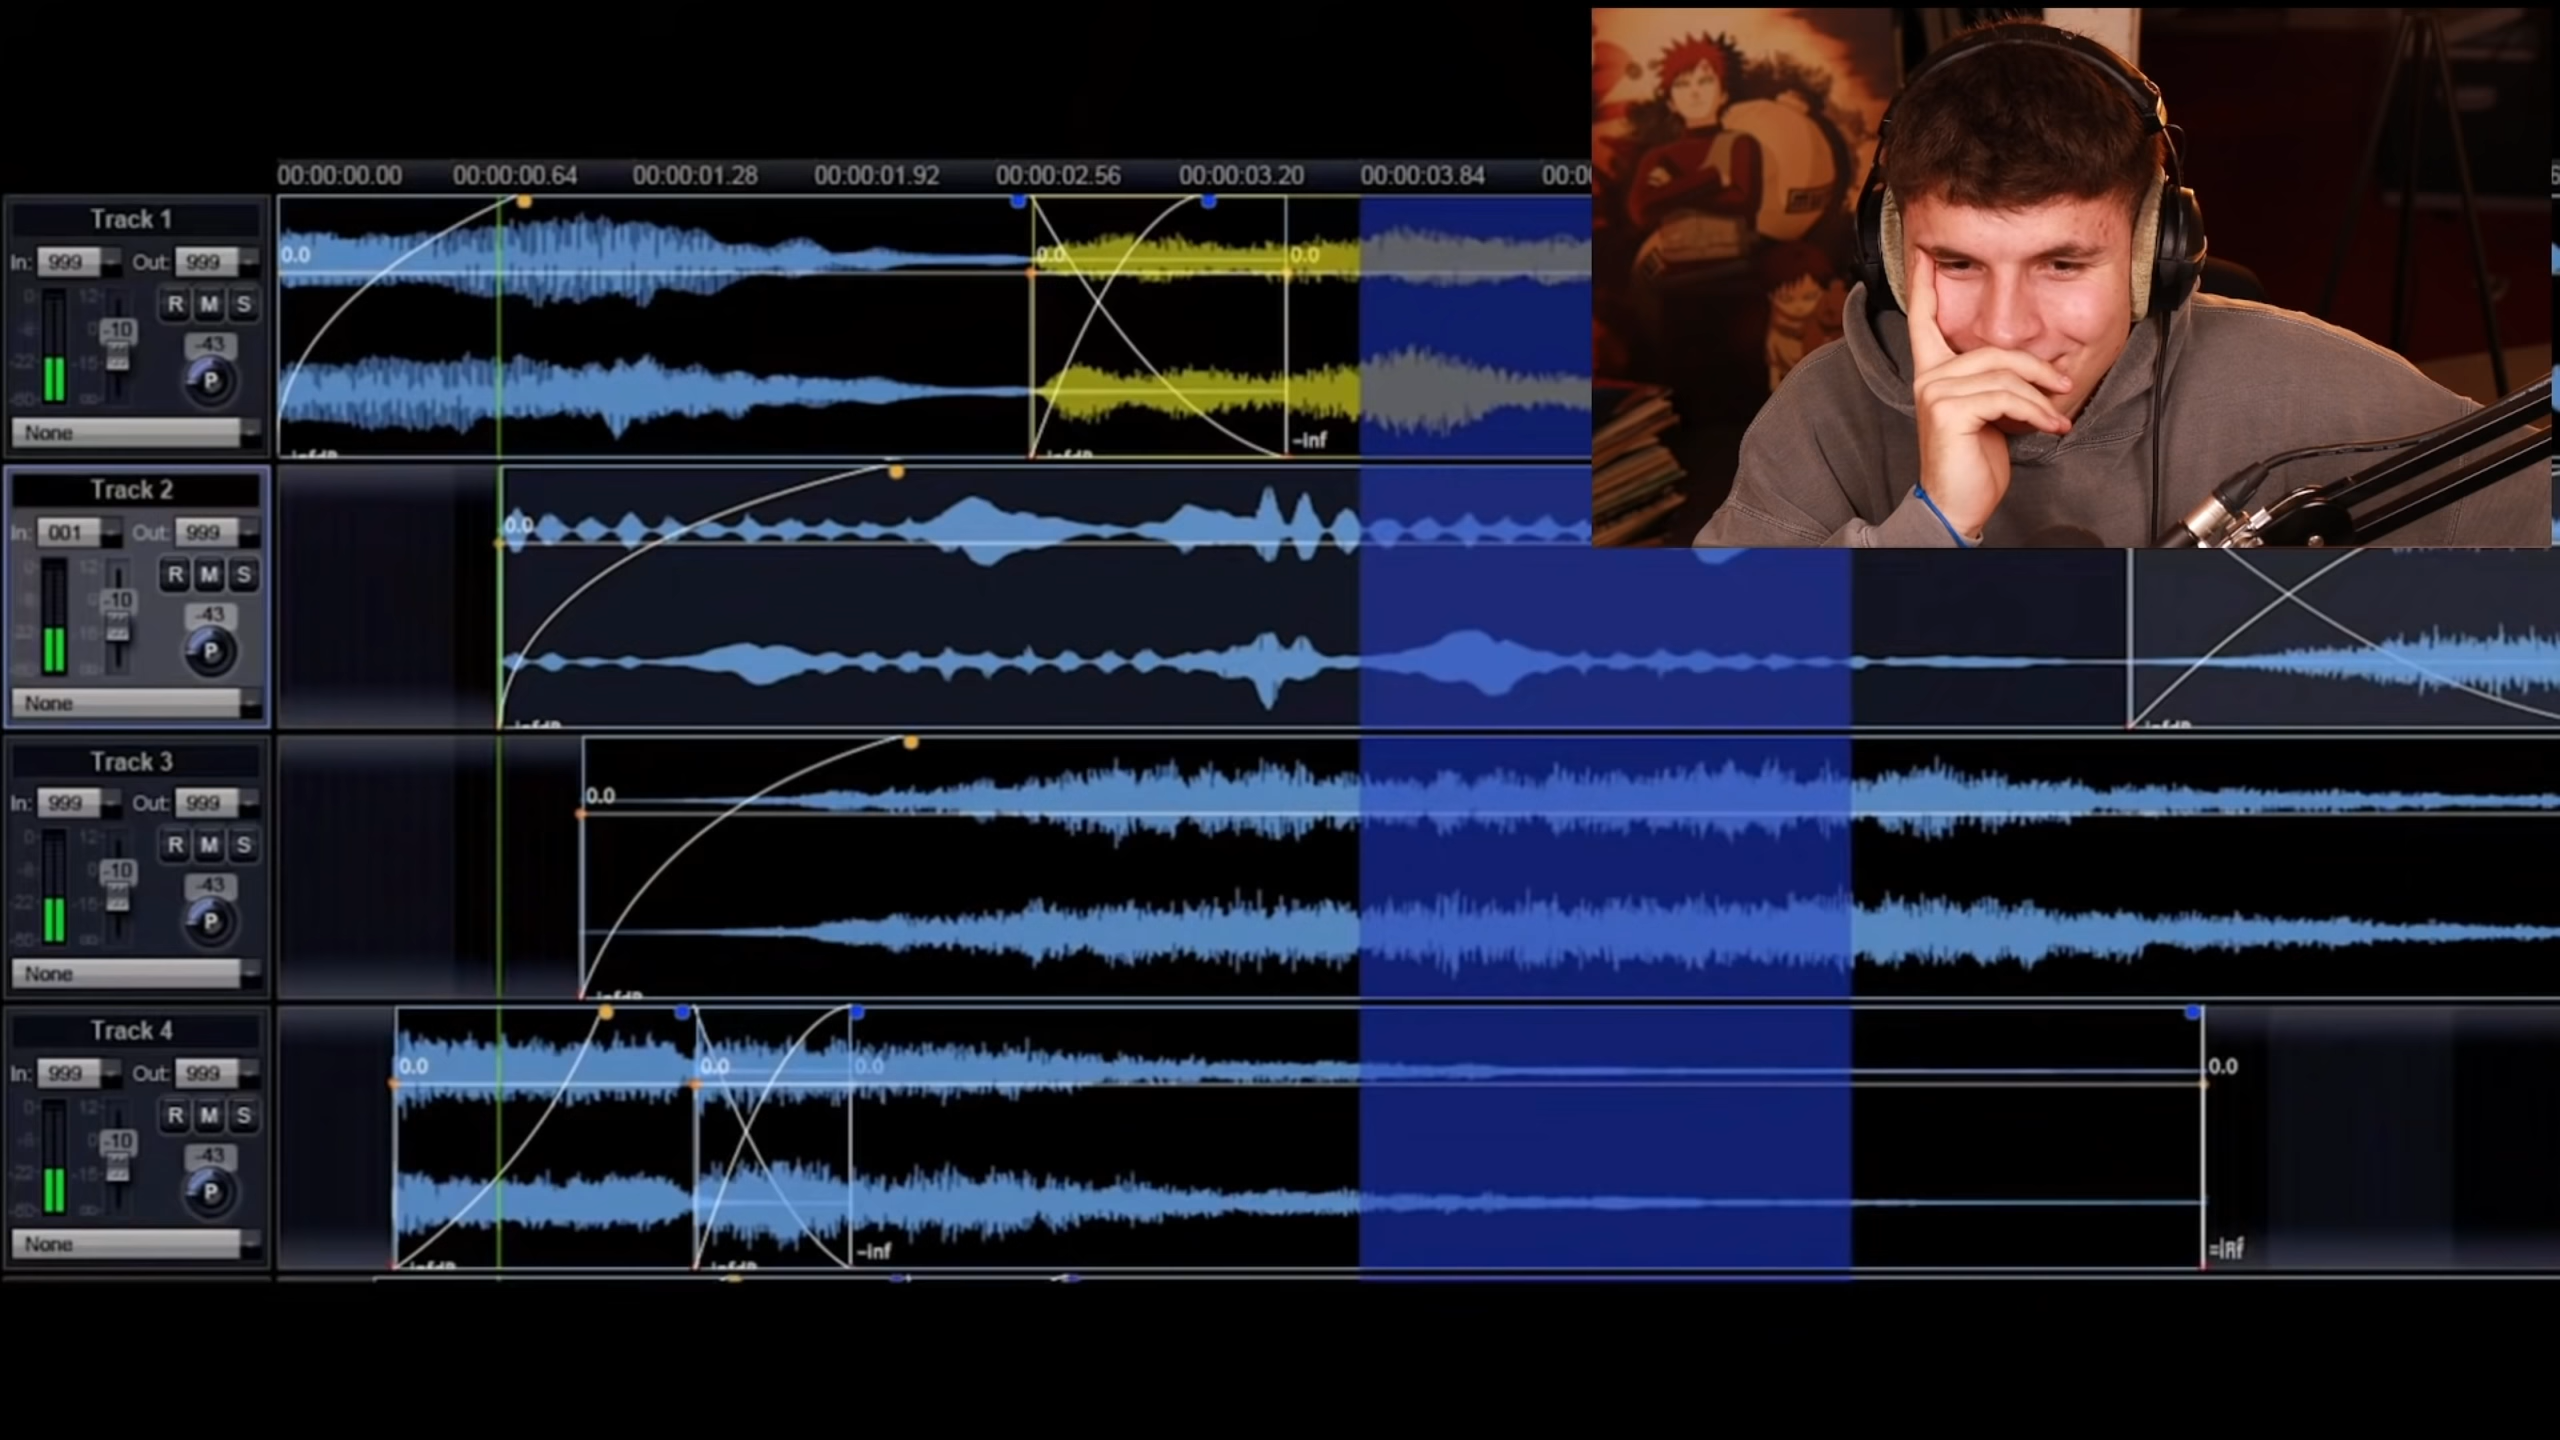 00:00:00.00 00:00:00.64 00:00:01.28 00:00:01.92 00:00:02.56 00:00:03.20 00:00:03.84
Track 1
In: 999 Out: 999
0.0 0.0 0.0
R M S
-10
-43
P
-inf
None
Track 2
In: 001 Out: 999
0.0
R M S
-10
-43
P
None
Track 3
In: 999 Out: 999
0.0
R M S
-10
-43
P
None
Track 4
In: 999 Out: 999
0.0 0.0 0.0 0.0
R M S
-10
-43
P
-inf
None